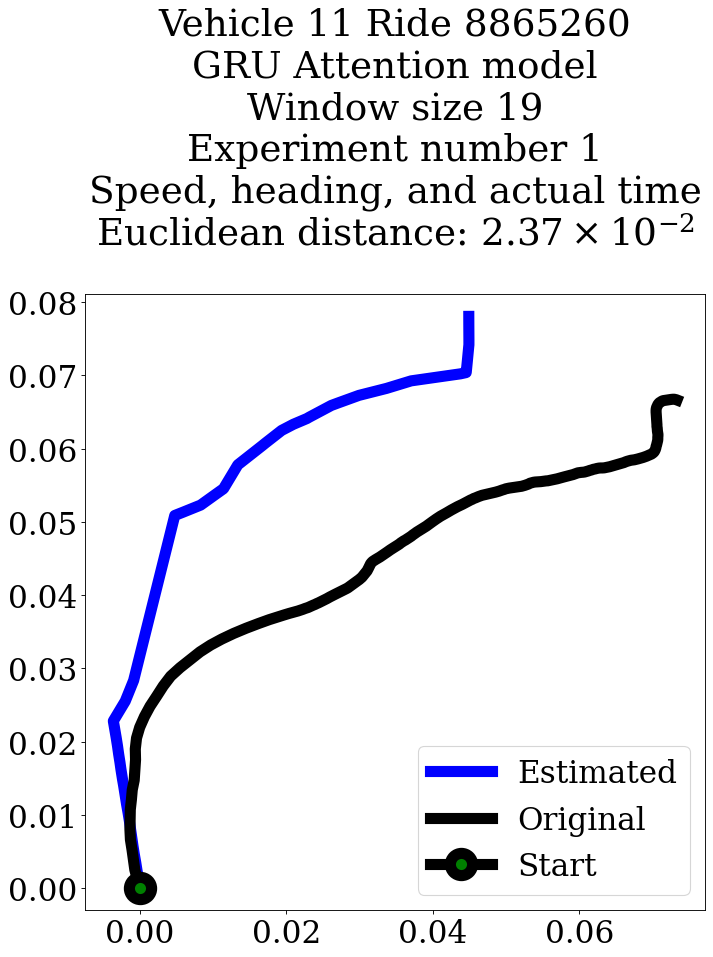 Vehicle 11 Ride 8865260
GRU Attention model
Window size 19
Experiment number 1
Speed, heading, and actual time
Euclidean distance: 2.37 × 10⁻²
0.08
0.07
0.06
0.05
0.04
0.03
0.02
0.01
0.00
Estimated
Original
Start
0.00 0.02 0.04 0.06